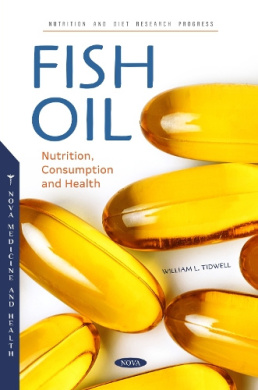 NUTRITION AND DIET RESEARCH PROGRESS
FISH
OIL
Nutrition,
Consumption
and Health
NOVA MEDICINE AND HEALTH
WILLIAM L. TIDWELL
NOVA